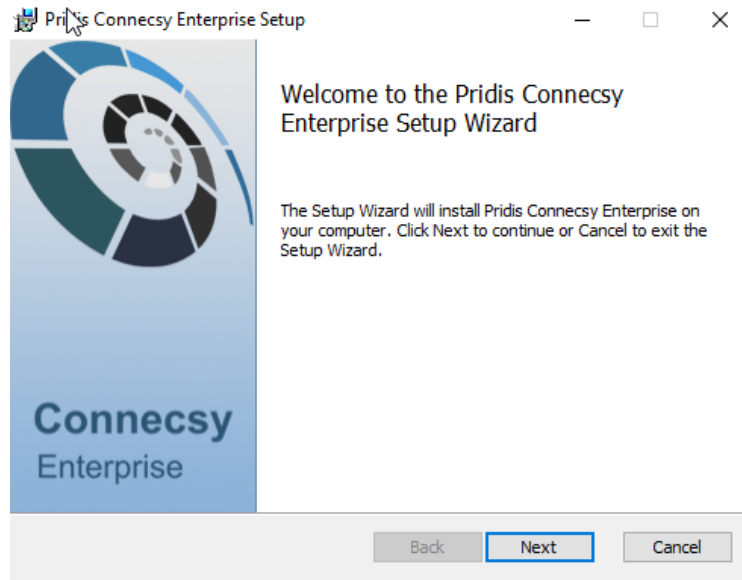 Pridis Connecsy Enterprise Setup
Welcome to the Pridis Connecsy
Enterprise Setup Wizard
The Setup Wizard will install Pridis Connecsy Enterprise on
your computer. Click Next to continue or Cancel to exit the
Setup Wizard.
Connecsy
Enterprise
Back
Next
Cancel